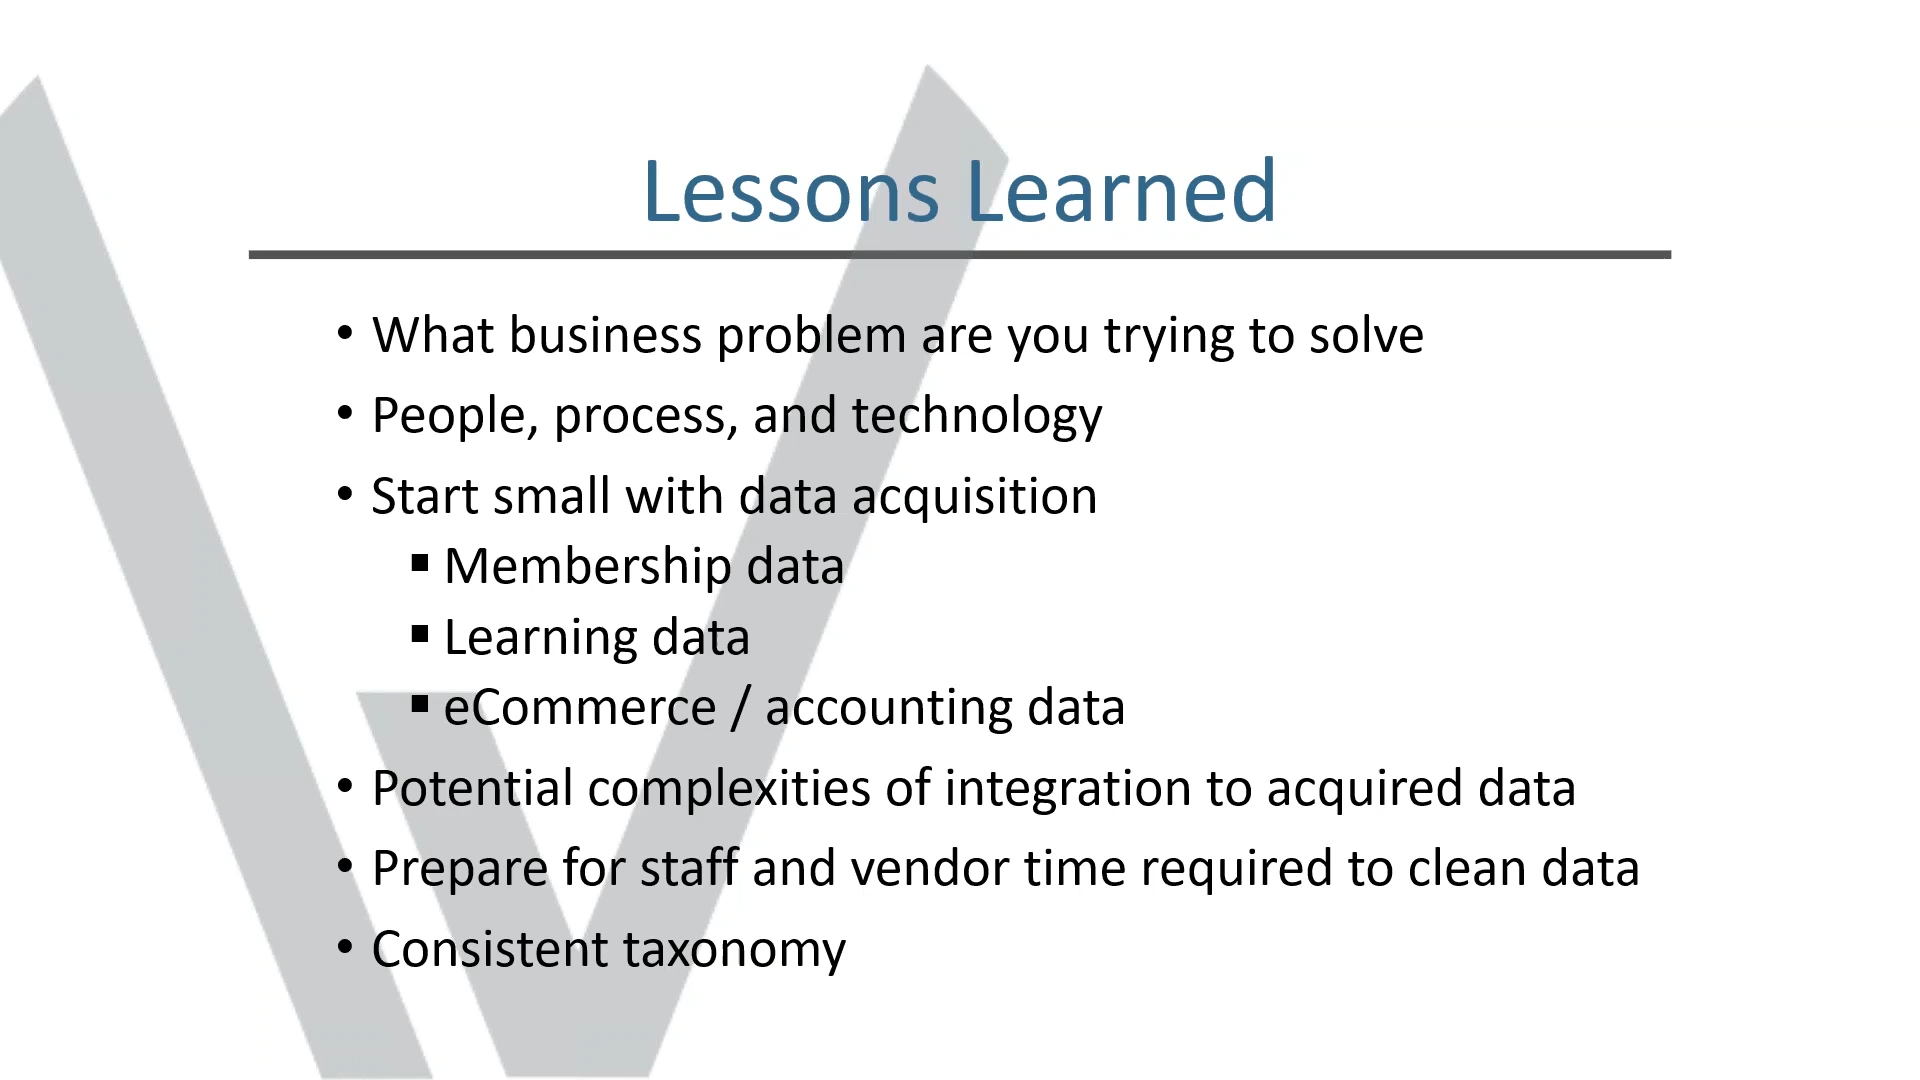 Lessons Learned
• What business problem are you trying to solve
• People, process, and technology
• Start small with data acquisition
▪ Membership data
▪ Learning data
▪ eCommerce / accounting data
• Potential complexities of integration to acquired data
• Prepare for staff and vendor time required to clean data
• Consistent taxonomy